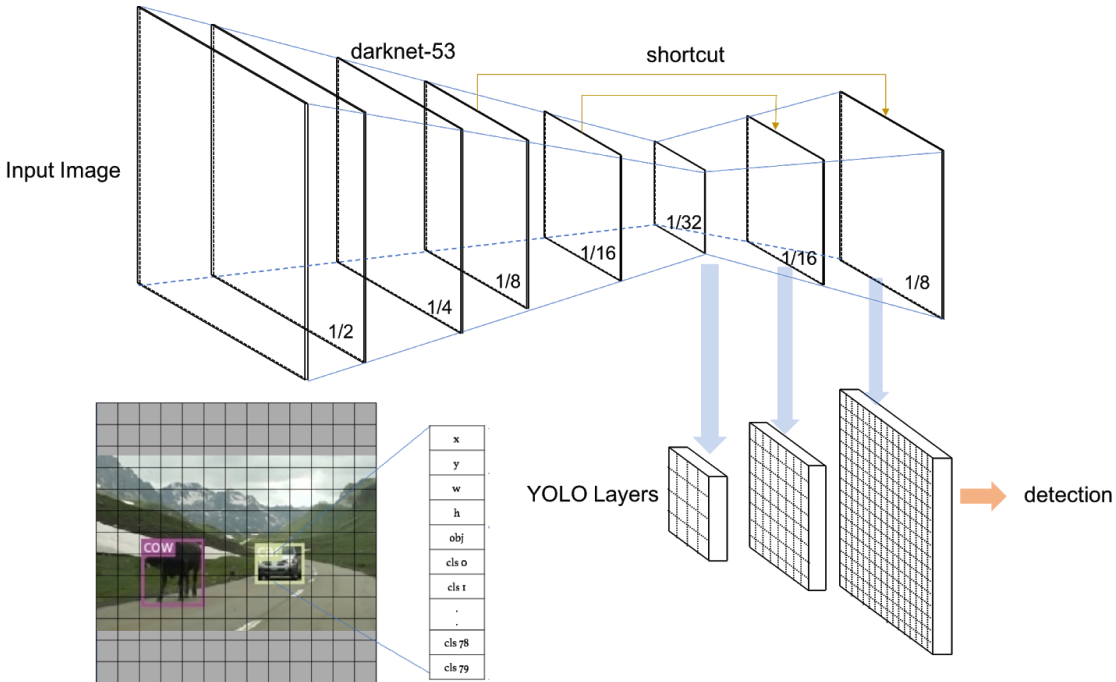 darknet-53
shortcut
Input Image
1/2
1/4
1/8
1/16
1/32
1/16
1/8
cow
x
y
w
h
obj
cls 0
cls 1
.
.
cls 78
cls 79
YOLO Layers
detection